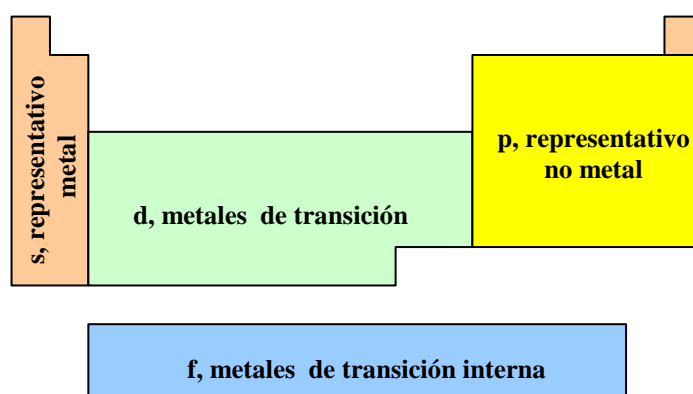 s, representativo
metal
d, metales de transición
p, representativo
no metal
f, metales de transición interna